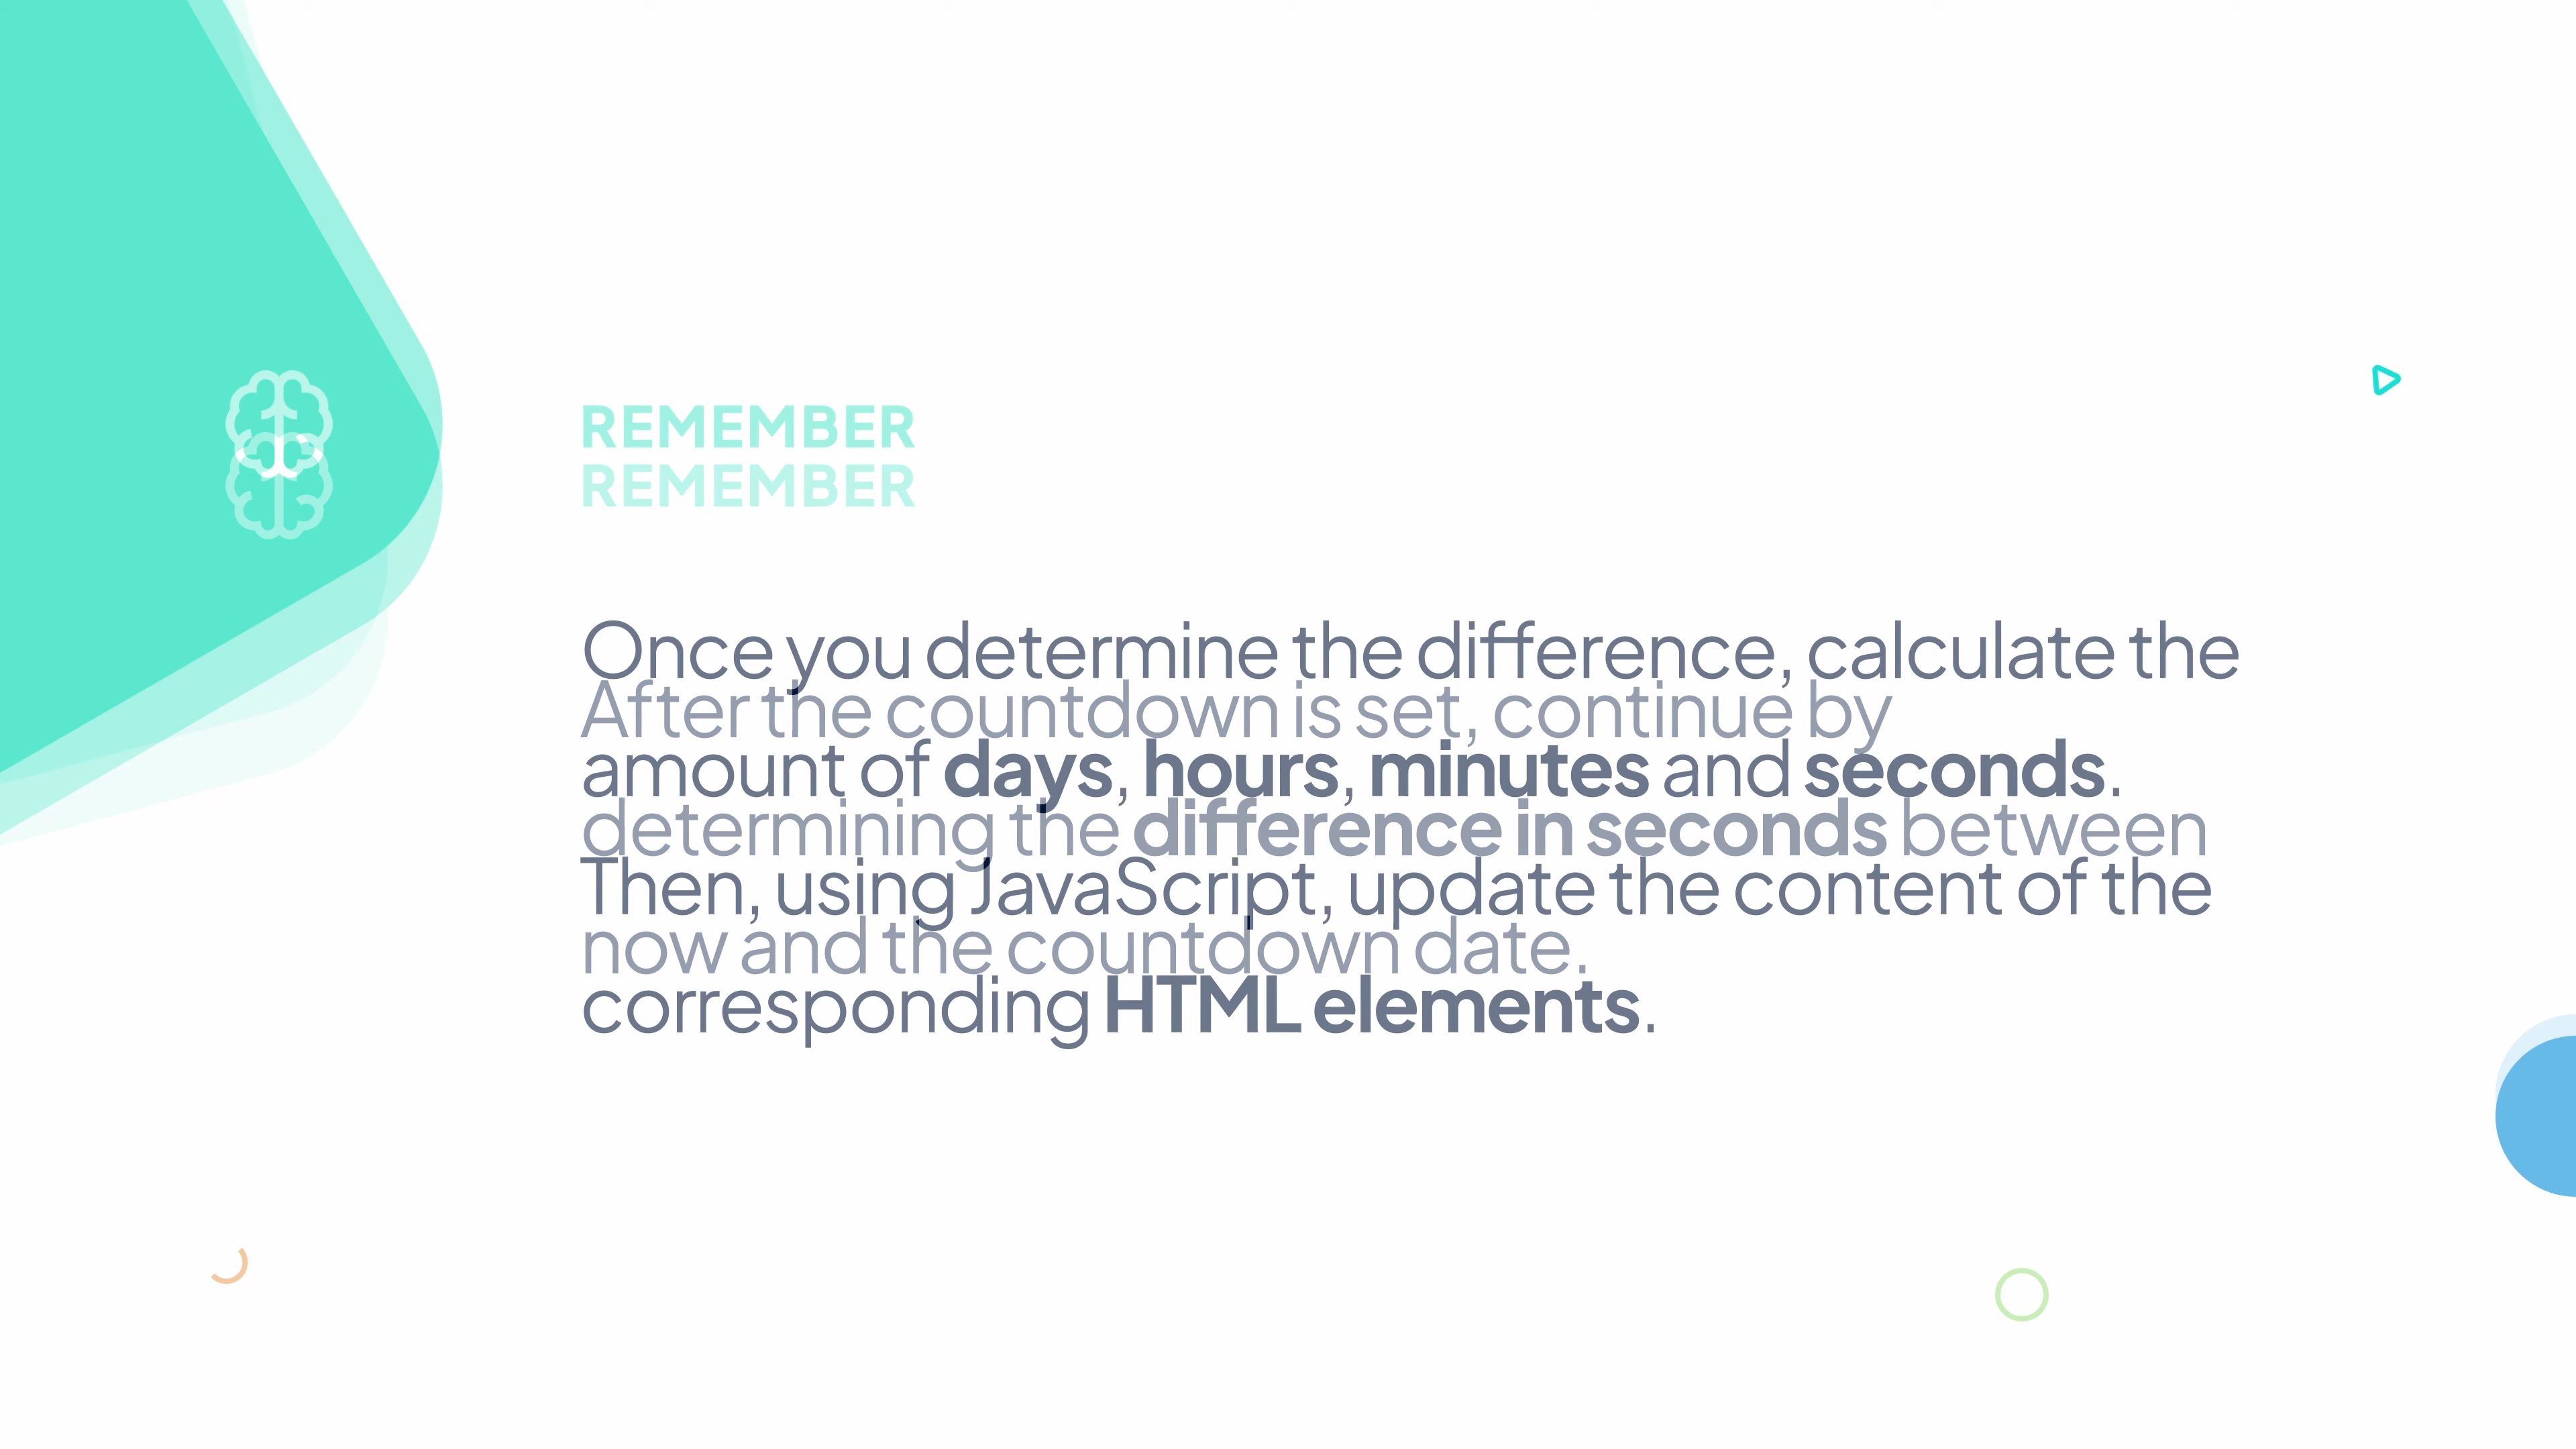 REMEMBER
REMEMBER
Once you determine the difference, calculate the
After the countdown is set, continue by
amount of days, hours, minutes and seconds.
determining the difference in seconds between
Then, using JavaScript, update the content of the
now and the countdown date.
corresponding HTML elements.